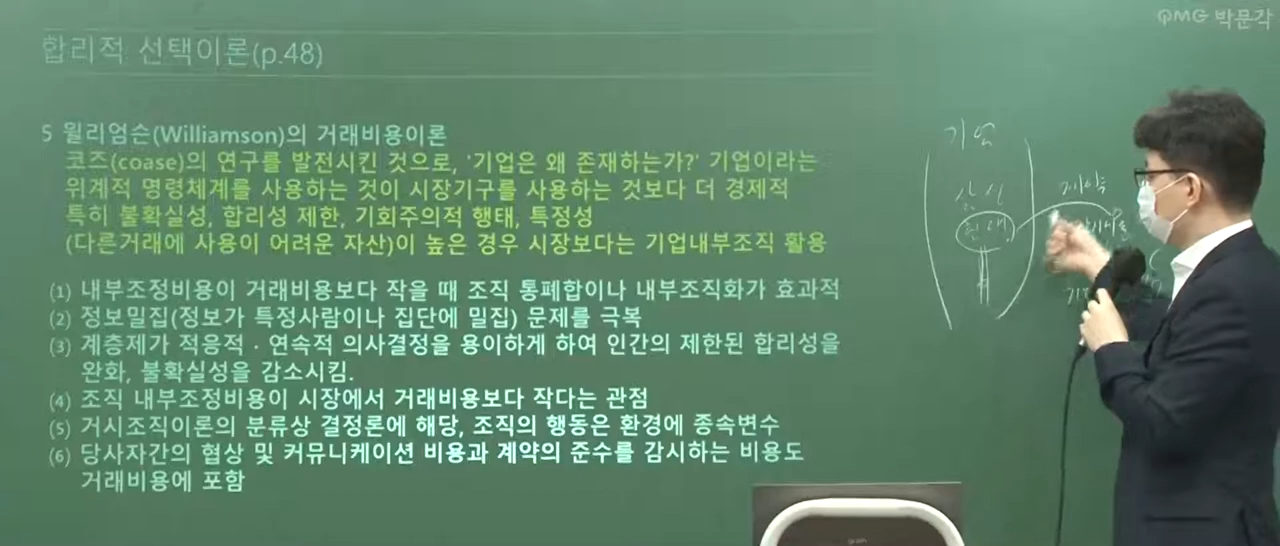 PMG 박문각
합리적 선택이론(p.48)
5 윌리엄슨(Williamson)의 거래비용이론
코즈(coase)의 연구를 발전시킨 것으로, '기업은 왜 존재하는가?' 기업이라는
위계적 명령체계를 사용하는 것이 시장기구를 사용하는 것보다 더 경제적
특히 불확실성, 합리성 제한, 기회주의적 행태, 특정성
(다른거래에 사용이 어려운 자산)이 높은 경우 시장보다는 기업내부조직 활용
(1) 내부조정비용이 거래비용보다 작을 때 조직 통폐합이나 내부조직화가 효과적
(2) 정보밀집(정보가 특정사람이나 집단에 밀집) 문제를 극복
(3) 계층제가 적응적 · 연속적 의사결정을 용이하게 하여 인간의 제한된 합리성을
완화, 불확실성을 감소시킴.
(4) 조직 내부조정비용이 시장에서 거래비용보다 작다는 관점
(5) 거시조직이론의 분류상 결정론에 해당, 조직의 행동은 환경에 종속변수
(6) 당사자간의 협상 및 커뮤니케이션 비용과 계약의 준수를 감시하는 비용도
거래비용에 포함
기업
현대
계약
gram